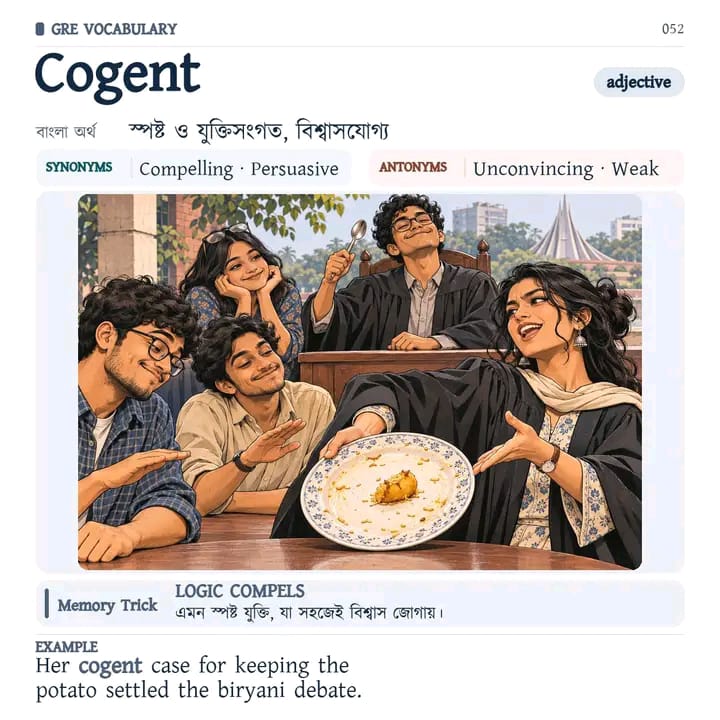 GRE VOCABULARY
052
Cogent
adjective
বাংলা অর্থ স্পষ্ট ও যুক্তিসংগত, বিশ্বাসযোগ্য
SYNONYMS Compelling · Persuasive ANTONYMS Unconvincing · Weak
Memory Trick
LOGIC COMPELS
এমন স্পষ্ট যুক্তি, যা সহজেই বিশ্বাস জোগায়।
EXAMPLE
Her cogent case for keeping the
potato settled the biryani debate.